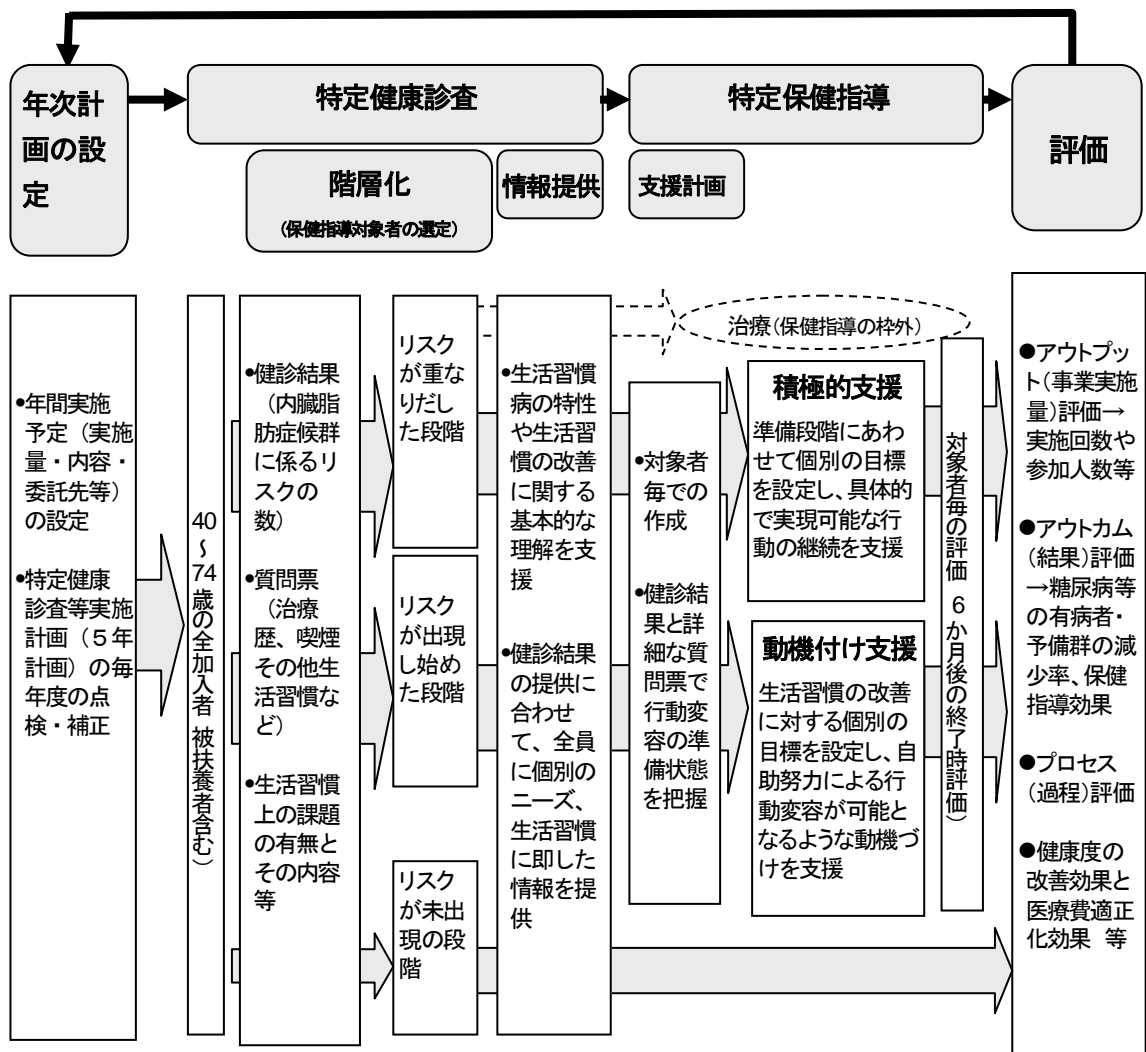 年次計
画の設
定
特定健康診査
特定保健指導
評価
階層化
（保健指導対象者の選定）
情報提供
支援計画
•年間実施
予定（実施
量・内容・
委託先等）
の設定
•特定健康
診査等実施
計画（５年
計画）の毎
年度の点
検・補正
40～74歳の全加入者（被扶養者含む）
•健診結果
（内臓脂
肪症候群
に係るリ
スクの
数）
•質問票
（治療
歴、喫煙
その他生
活習慣な
ど）
•生活習慣
上の課題
の有無と
その内容
等
リスク
が重な
りだし
た段階
リスク
が出現
し始め
た段階
リスク
が未出
現の段
階
•生活習慣
病の特性
や生活習
慣の改善
に関する
基本的な
理解を支
援
•健診結果
の提供に
合わせ
て、全員
に個別の
ニーズ、
生活習慣
に即した
情報を提
供
治療（保健指導の枠外）
•対象者
毎での
作成
•健診結
果と詳
細な質
問票で
行動変
容の準
備状態
を把握
積極的支援
準備段階にあわ
せて個別の目標
を設定し、具体的
で実現可能な行
動の継続を支援
動機付け支援
生活習慣の改善
に対する個別の
目標を設定し、自
助努力による行
動変容が可能と
なるような動機づ
けを支援
対象者毎の評価（６か月後の終了時評価）
●アウトプッ
ト（事業実施
量）評価→
実施回数や
参加人数等
●アウトカム
（結果）評価
→糖尿病等
の有病者・
予備群の減
少率、保健
指導効果
●プロセス
（過程）評価
●健康度の
改善効果と
医療費適正
化効果 等